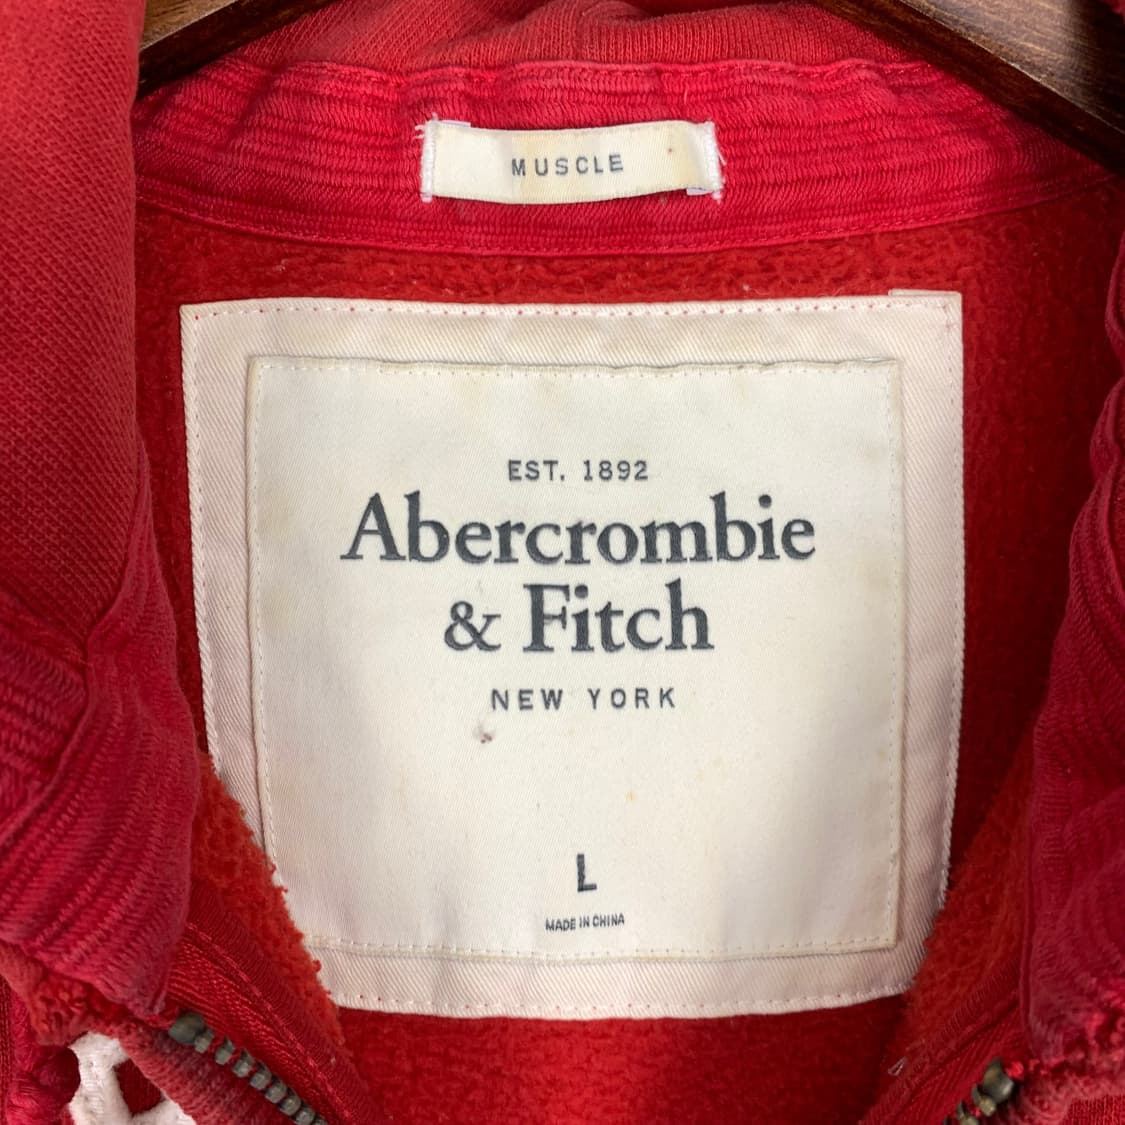 MUSCLE
EST. 1892
Abercrombie
& Fitch
NEW YORK
L
MADE IN CHINA